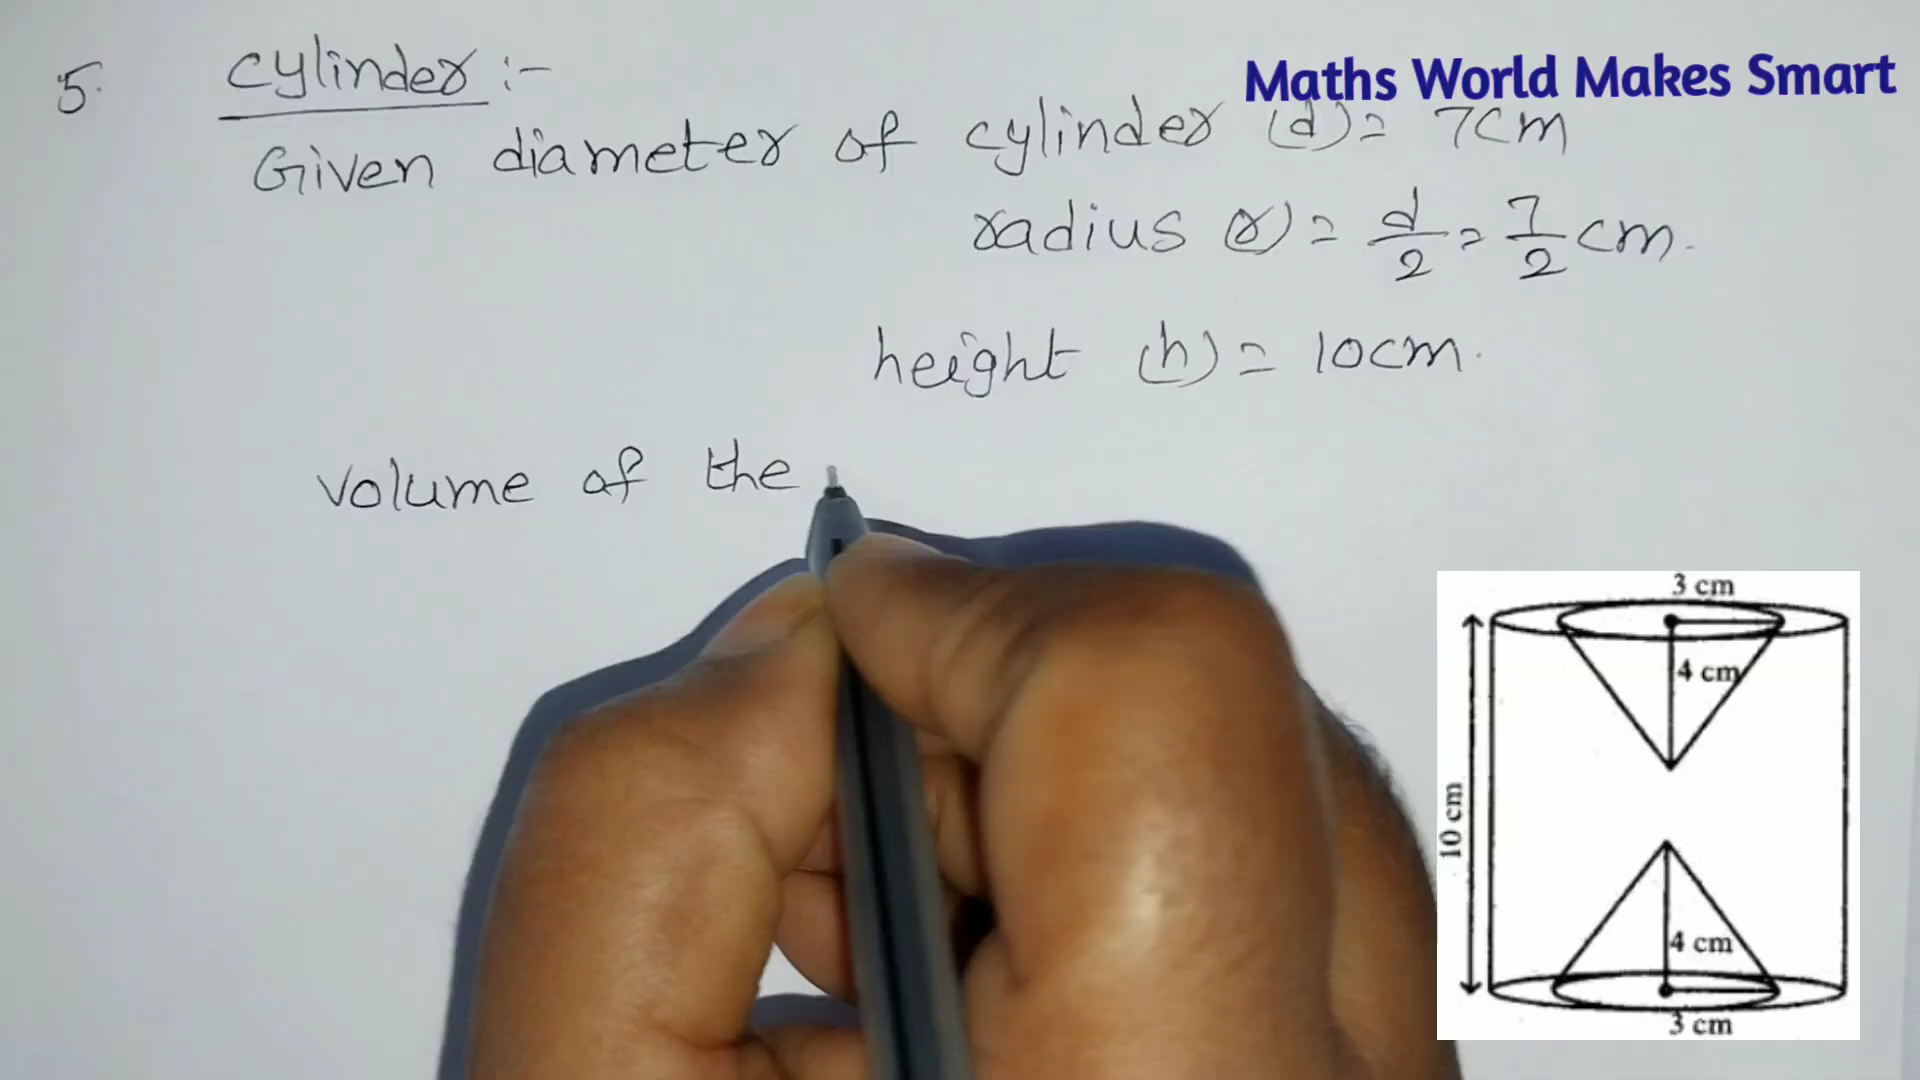 Maths World Makes Smart
5. Cylinder :-
Given diameter of cylinder (d) = 7cm
radius (r) = d/2 = 7/2 cm.
height (h) = 10cm.
Volume of the
3 cm
4 cm
10 cm
4 cm
3 cm